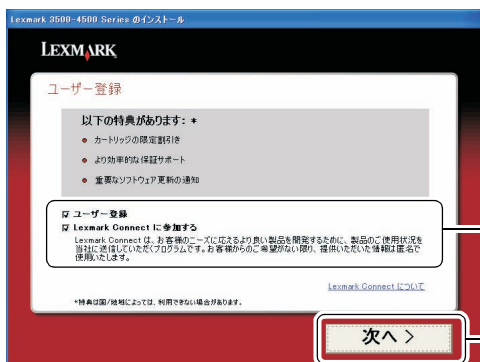 Lexmark 3500-4500 Series のインストール
LEXMARK
ユーザー登録
以下の特典があります: *
カートリッジの限定割引き
より効率的な保証サポート
重要なソフトウェア更新の通知
ユーザー登録
Lexmark Connect に参加する
Lexmark Connect は、お客様のニーズに応えるより良い製品を開発するために、製品のご使用状況を
当社に送信していただくプログラムです。お客様からのご希望がない限り、提供いただいた情報は匿名で
使用いたします。
Lexmark Connect について
*特典は国/地域によっては、利用できない場合があります。
次へ >